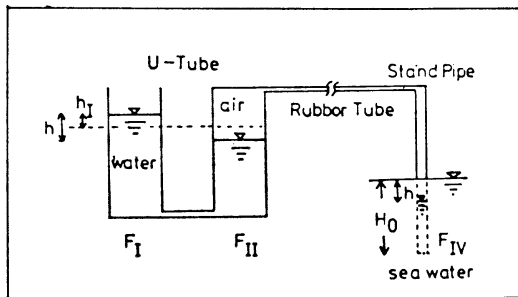 U-Tube
Stand Pipe
air
Rubbor Tube
h_I
h
water
h
H_0
F_I
F_II
F_IV
sea water